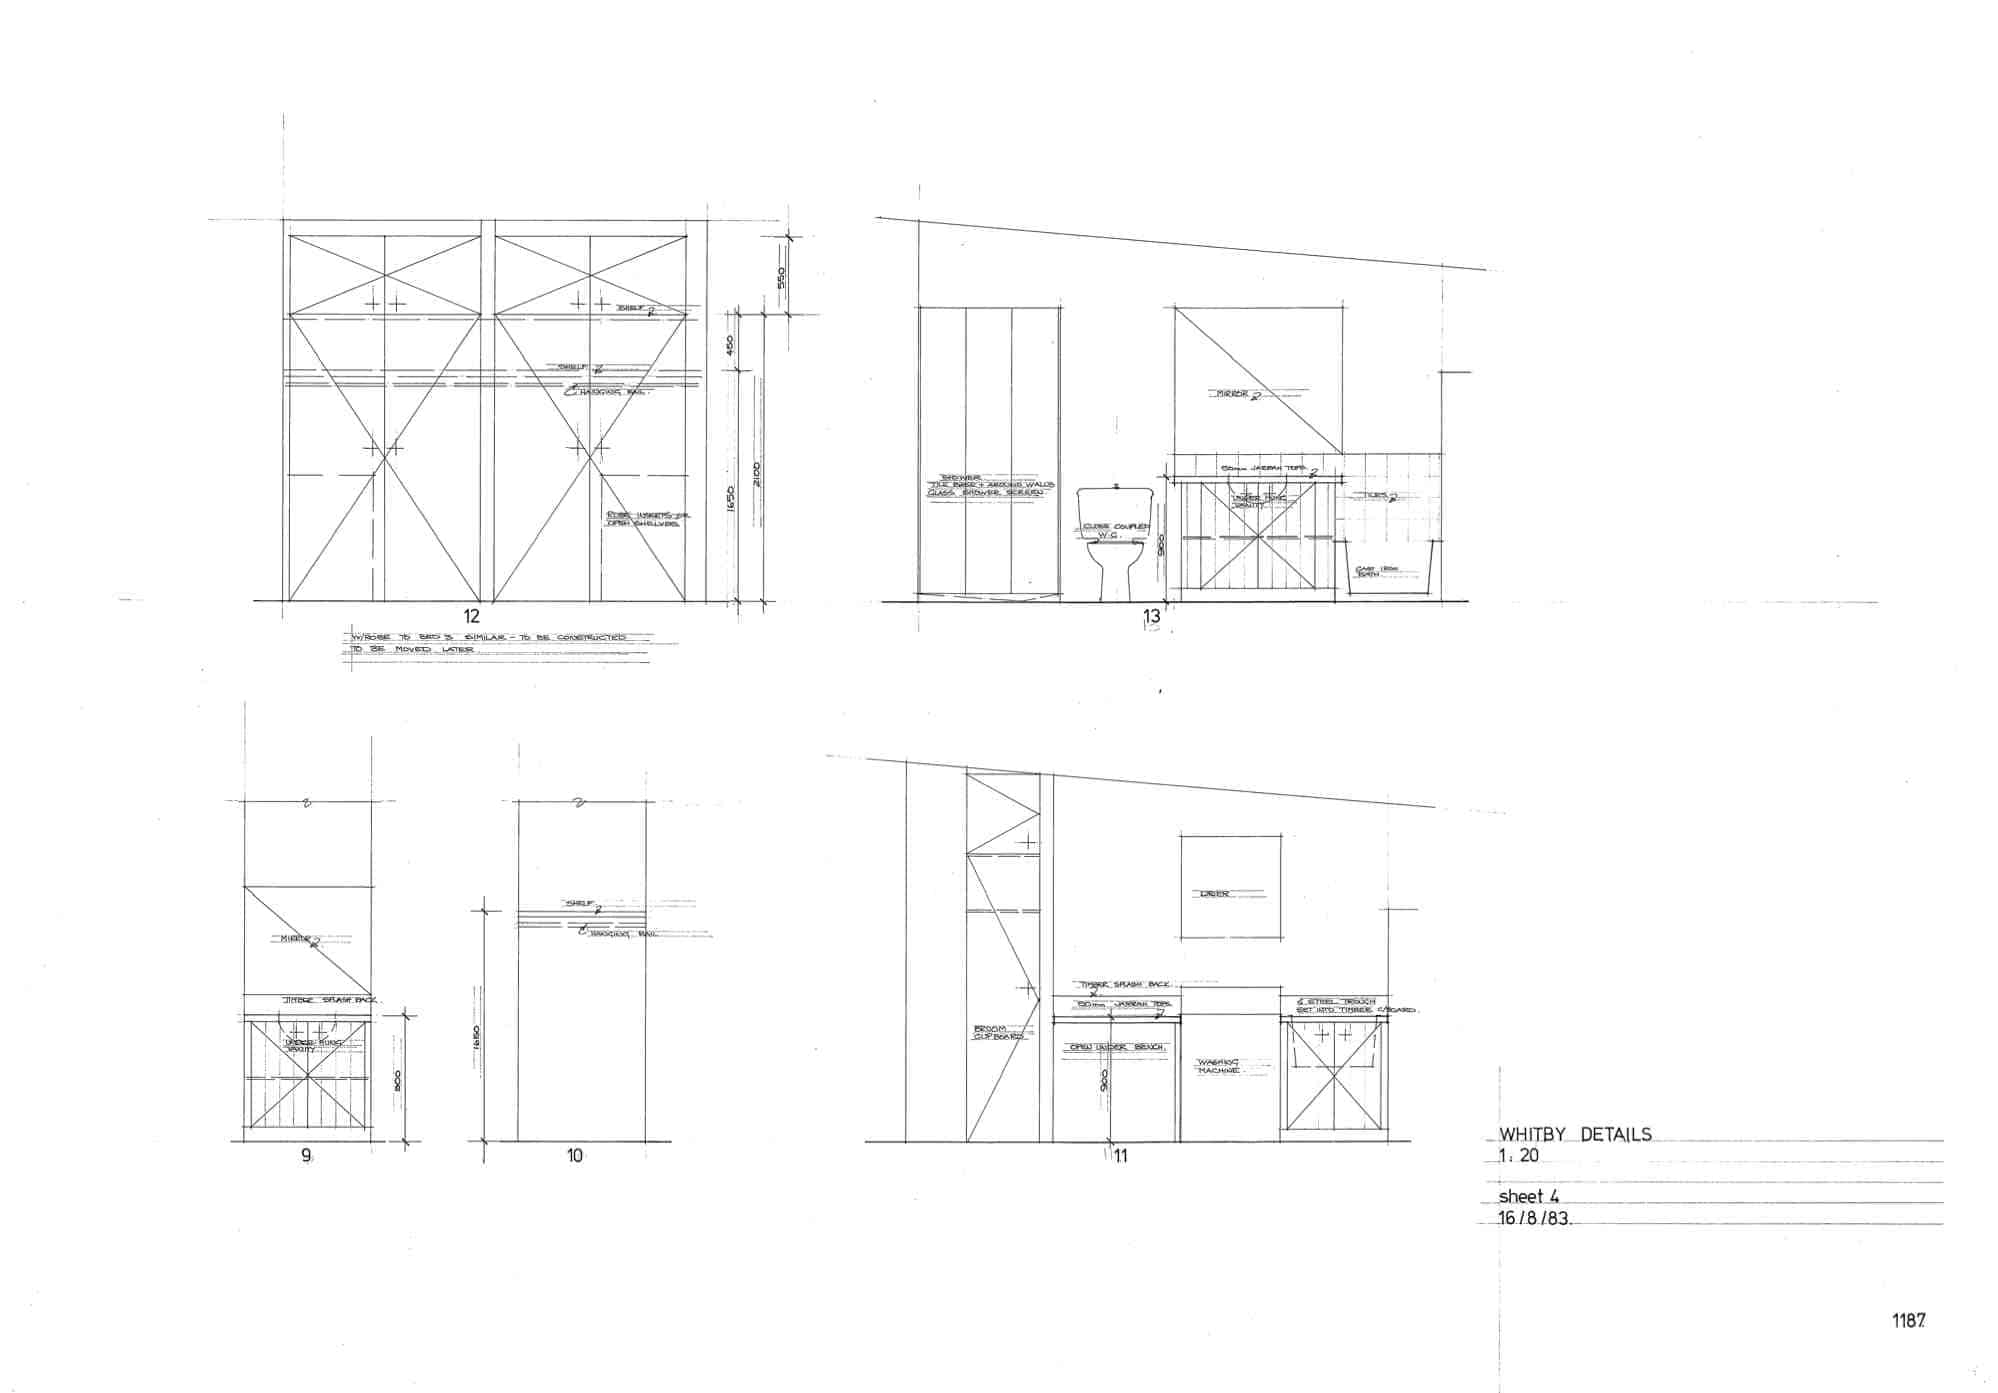 550
SHELF
450
SHELF
HANGING RAIL.
2100
1650
ROBE INSERTS OR
OPEN SHELVES
12
W/ROBE TO BED 3 SIMILAR - TO BE CONSTRUCTED
TO BE MOVED LATER
MIRROR
50mm JARRAH TOPS
SHOWER
TILE BASE + AROUND WALLS
GLASS SHOWER SCREEN
UNDER HUNG
VANITY
TILES
CLOSE COUPLED
W.C.
900
CAST IRON
BATH
13
MIRROR
TIMBER SPLASH BACK.
UNDER HUNG
VANITY
800
9
SHELF
HANGING RAIL
1650
10
DRIER
TIMBER SPLASH BACK
50mm JARRAH TOPS
S STEEL TROUGH
SET INTO TIMBER C/BOARD.
BROOM
CUPBOARD
OPEN UNDER BENCH.
WASHING
MACHINE
900
11
WHITBY DETAILS
1:20
sheet 4
16/8/83.
1187